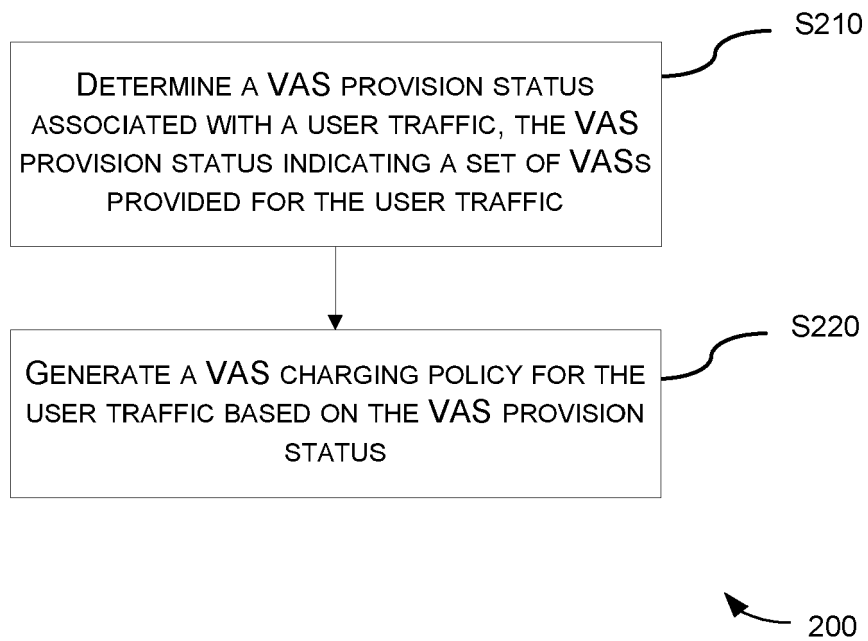 S210
DETERMINE A VAS PROVISION STATUS
ASSOCIATED WITH A USER TRAFFIC, THE VAS
PROVISION STATUS INDICATING A SET OF VASS
PROVIDED FOR THE USER TRAFFIC
S220
GENERATE A VAS CHARGING POLICY FOR THE
USER TRAFFIC BASED ON THE VAS PROVISION
STATUS
200